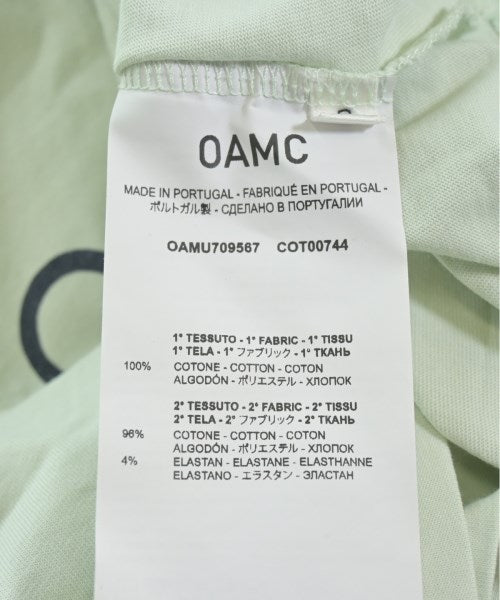 OAMC
MADE IN PORTUGAL - FABRIQUÉ EN PORTUGAL -
ポルトガル製 - СДЕЛАНО В ПОРТУГАЛИИ
OAMU709567 COT00744
1° TESSUTO - 1° FABRIC - 1° TISSU
1° TELA - 1° ファブリック - 1° ТКАНЬ
100% COTONE - COTTON - COTON
ALGODÓN - ポリエステル - ХЛОПОК
2° TESSUTO - 2° FABRIC - 2° TISSU
2° TELA - 2° ファブリック - 2° ТКАНЬ
96% COTONE - COTTON - COTON
ALGODÓN - ポリエステル - ХЛОПОК
4% ELASTAN - ELASTANE - ELASTHANNE
ELASTANO - エラスタン - ЭЛАСТАН